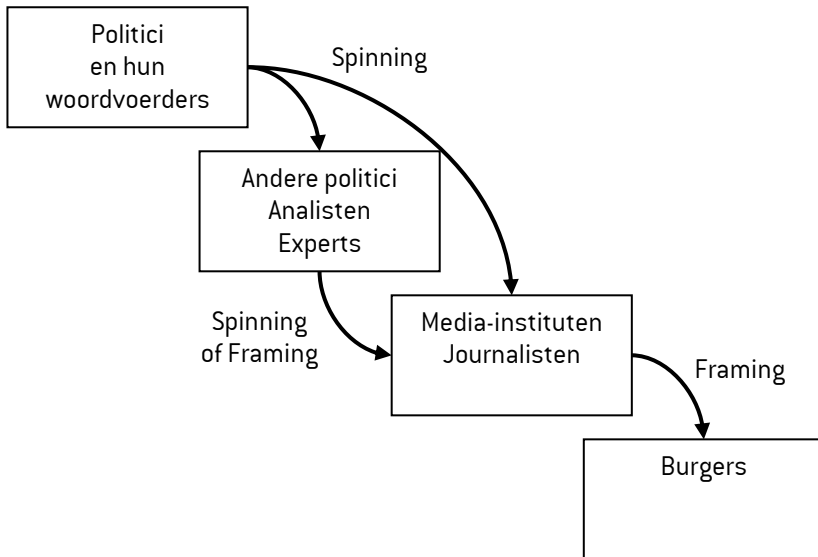 Politici
en hun
woordvoerders
Spinning
Andere politici
Analisten
Experts
Spinning
of Framing
Media-instituten
Journalisten
Framing
Burgers